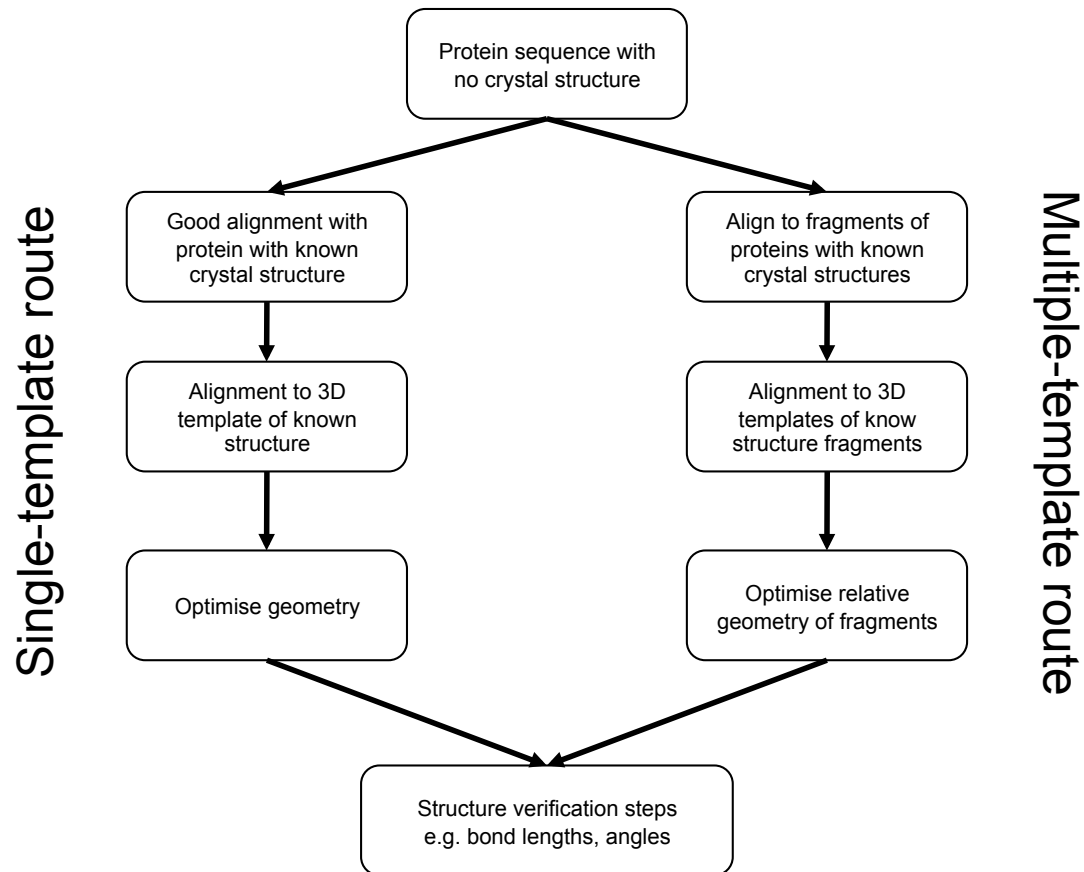 Protein sequence with
no crystal structure
Single-template route
Good alignment with
protein with known
crystal structure
Align to fragments of
proteins with known
crystal structures
Multiple-template route
Alignment to 3D
template of known
structure
Alignment to 3D
templates of know
structure fragments
Optimise geometry
Optimise relative
geometry of fragments
Structure verification steps
e.g. bond lengths, angles